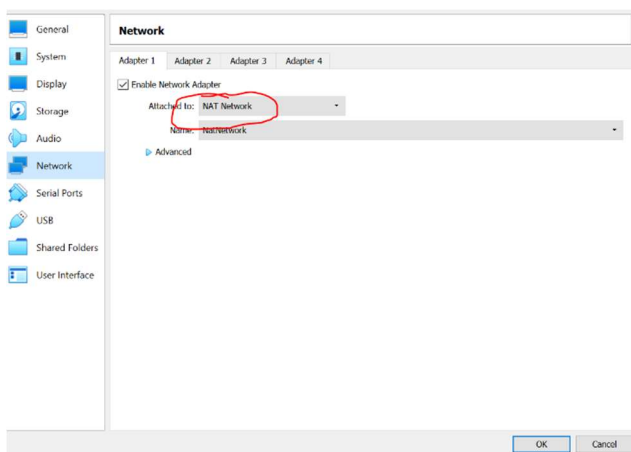 General
System
Display
Storage
Audio
Network
Serial Ports
USB
Shared Folders
User Interface
Network
Adapter 1 Adapter 2 Adapter 3 Adapter 4
Enable Network Adapter
Attached to: NAT Network
Name: NatNetwork
Advanced
OK Cancel